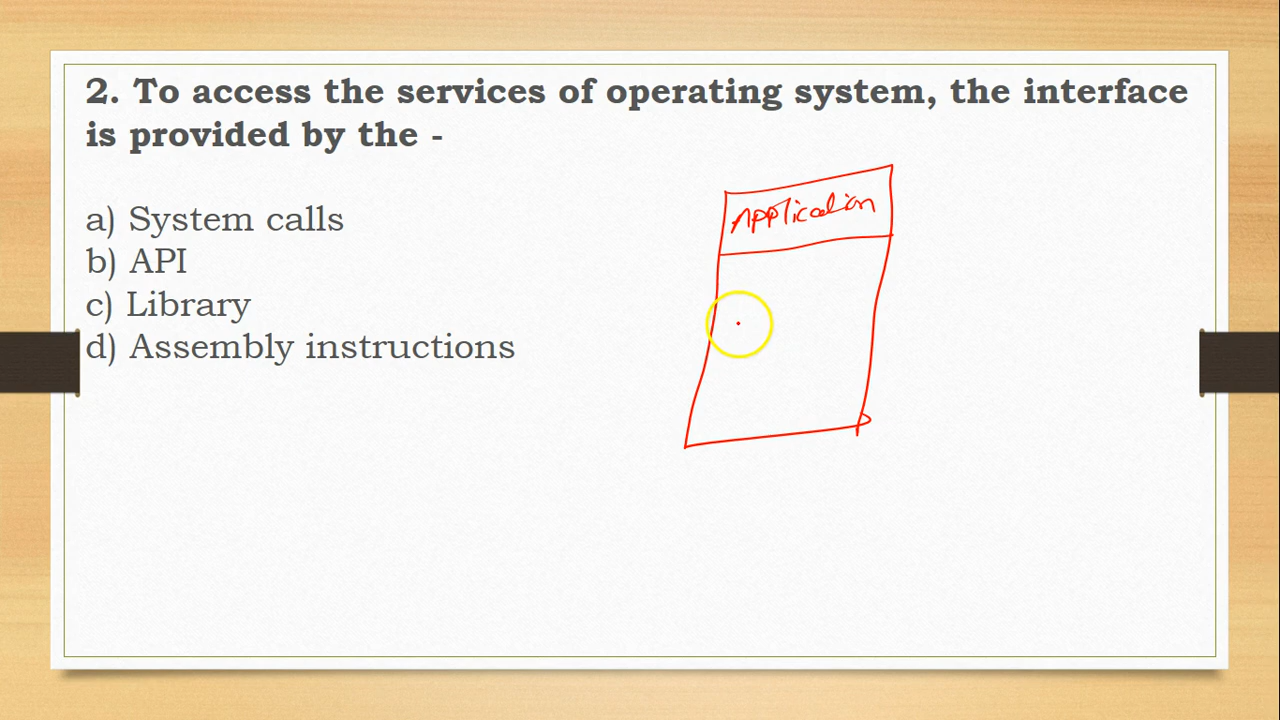 2. To access the services of operating system, the interface
is provided by the -
a) System calls
b) API
c) Library
d) Assembly instructions
Application